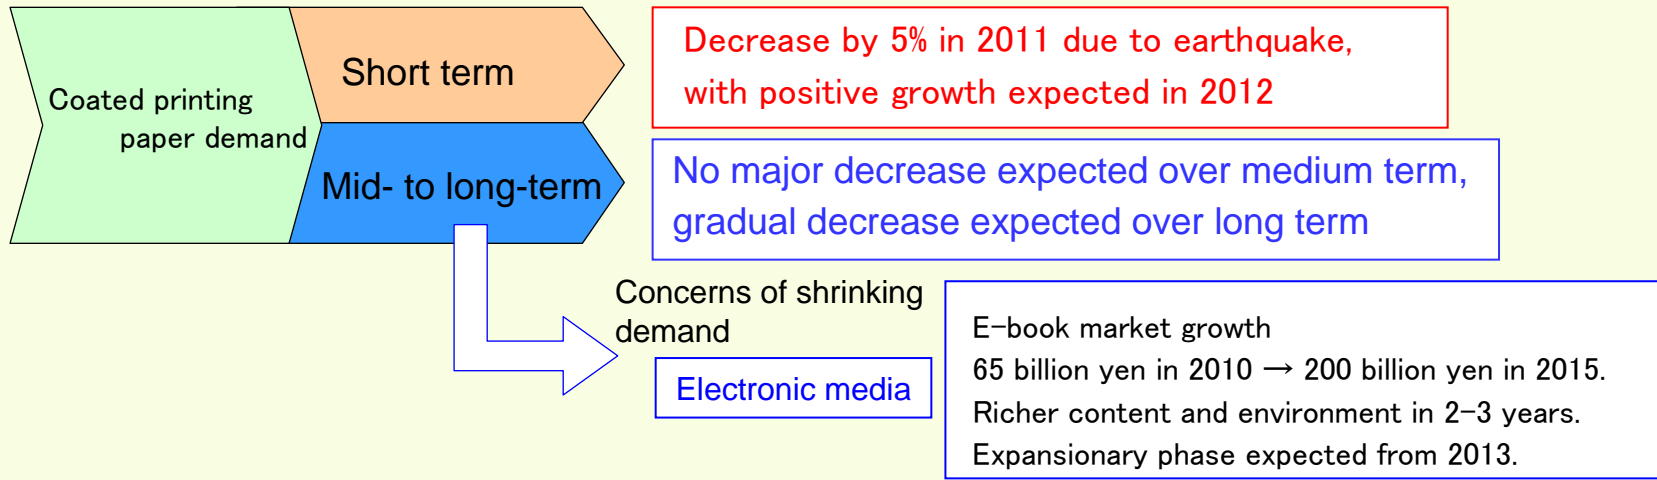 Coated printing
paper demand
Short term
Decrease by 5% in 2011 due to earthquake,
with positive growth expected in 2012
Mid- to long-term
No major decrease expected over medium term,
gradual decrease expected over long term
Concerns of shrinking
demand
Electronic media
E-book market growth
65 billion yen in 2010 → 200 billion yen in 2015.
Richer content and environment in 2-3 years.
Expansionary phase expected from 2013.